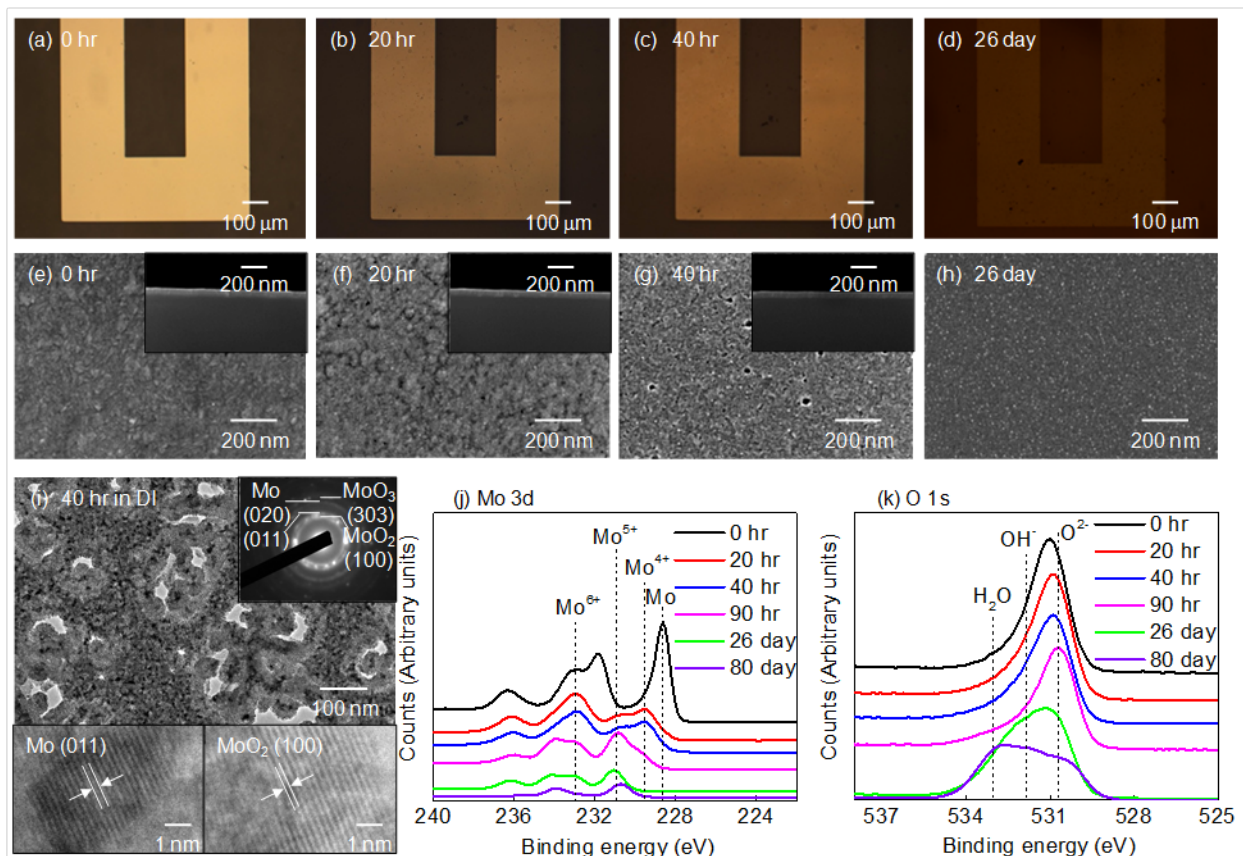 (a) 0 hr
100 μm
(b) 20 hr
100 μm
(c) 40 hr
100 μm
(d) 26 day
100 μm
(e) 0 hr
200 nm
200 nm
(f) 20 hr
200 nm
200 nm
(g) 40 hr
200 nm
200 nm
(h) 26 day
200 nm
(i) 40 hr in DI
Mo
(020)
(011)
MoO3
(303)
MoO2
(100)
100 nm
Mo (011)
1 nm
MoO2 (100)
1 nm
(j) Mo 3d
Counts (Arbitrary units)
Mo6+
Mo5+
Mo4+
Mo
0 hr
20 hr
40 hr
90 hr
26 day
80 day
240 236 232 228 224
Binding energy (eV)
(k) O 1s
Counts (Arbitrary units)
H2O
OH-
O2-
0 hr
20 hr
40 hr
90 hr
26 day
80 day
537 534 531 528 525
Binding energy (eV)